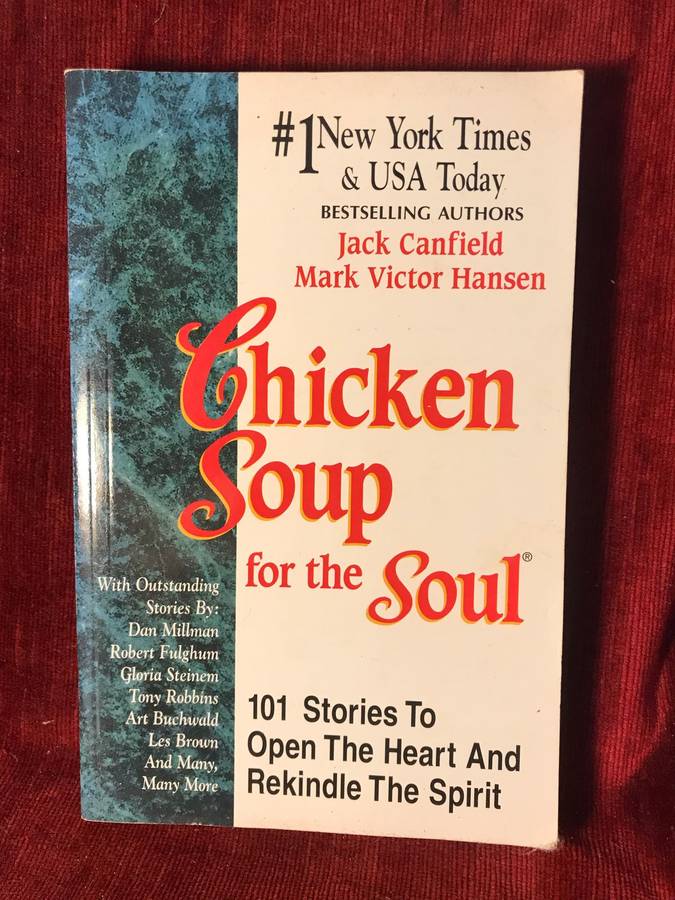 #1 New York Times
& USA Today
BESTSELLING AUTHORS
Jack Canfield
Mark Victor Hansen
Chicken
Soup
for the Soul®
With Outstanding
Stories By:
Dan Millman
Robert Fulghum
Gloria Steinem
Tony Robbins
Art Buchwald
Les Brown
And Many,
Many More
101 Stories To
Open The Heart And
Rekindle The Spirit